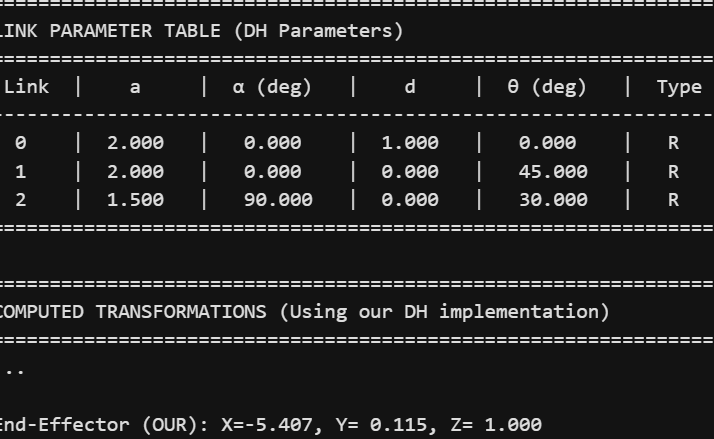 ================================================================
LINK PARAMETER TABLE (DH Parameters)
================================================================
Link | a | α (deg) | d | θ (deg) | Type
----------------------------------------------------------------
0 | 2.000 | 0.000 | 1.000 | 0.000 | R
1 | 2.000 | 0.000 | 0.000 | 45.000 | R
2 | 1.500 | 90.000 | 0.000 | 30.000 | R
================================================================
================================================================
COMPUTED TRANSFORMATIONS (Using our DH implementation)
================================================================
...
End-Effector (OUR): X=-5.407, Y= 0.115, Z= 1.000